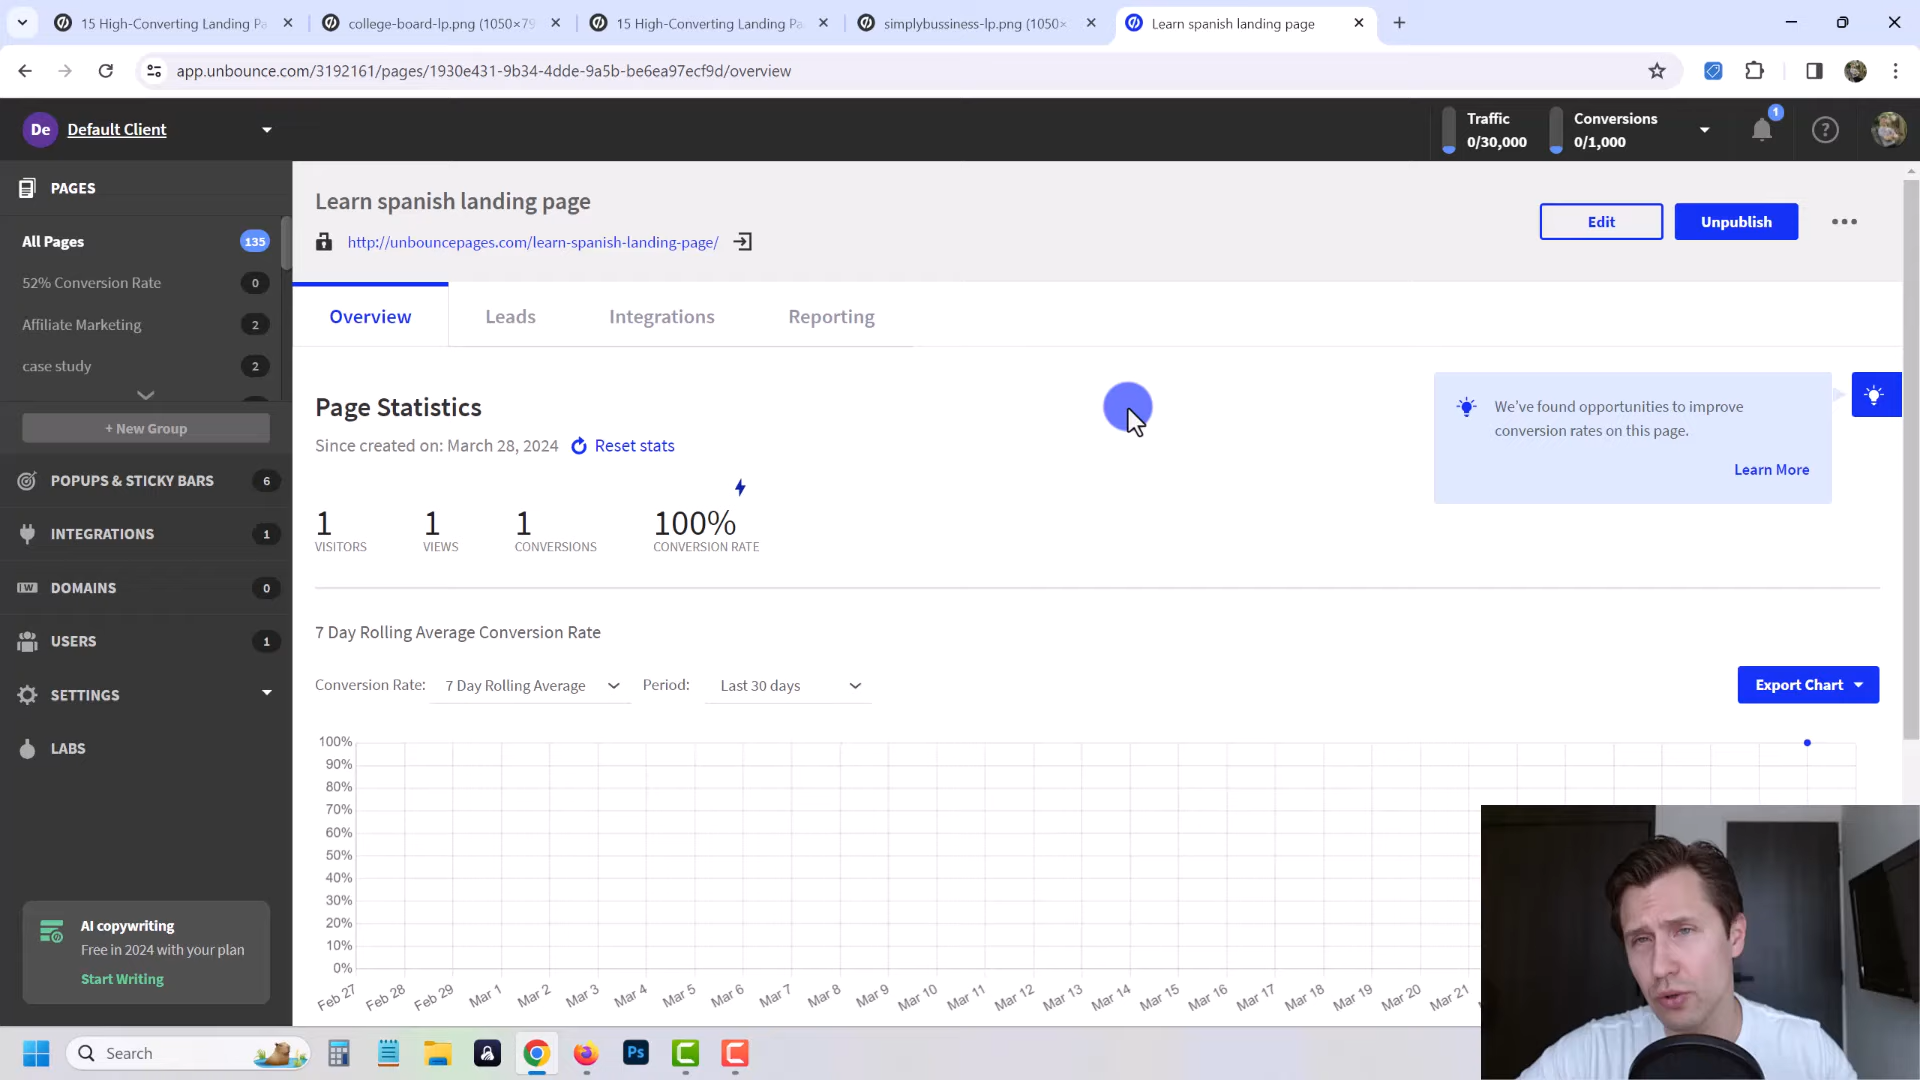 15 High-Converting Landing Pa
college-board-lp.png (1050×79
15 High-Converting Landing Pa
simplybussiness-lp.png (1050×
Learn spanish landing page
app.unbounce.com/3192161/pages/1930e431-9b34-4dde-9a5b-be6ea97ecf9d/overview
De
Default Client
Traffic
0/30,000
Conversions
0/1,000
1
PAGES
All Pages 135
52% Conversion Rate 0
Affiliate Marketing 2
case study 2
+ New Group
POPUPS & STICKY BARS 6
INTEGRATIONS 1
DOMAINS 0
USERS 1
SETTINGS
LABS
AI copywriting
Free in 2024 with your plan
Start Writing
Learn spanish landing page
http://unbouncepages.com/learn-spanish-landing-page/
Edit
Unpublish
Overview
Leads
Integrations
Reporting
Page Statistics
Since created on: March 28, 2024
Reset stats
We've found opportunities to improve
conversion rates on this page.
Learn More
1
VISITORS
1
VIEWS
1
CONVERSIONS
100%
CONVERSION RATE
7 Day Rolling Average Conversion Rate
Conversion Rate: 7 Day Rolling Average
Period: Last 30 days
Export Chart
100%
90%
80%
70%
60%
50%
40%
30%
20%
10%
0%
Feb 27
Feb 28
Feb 29
Mar 1
Mar 2
Mar 3
Mar 4
Mar 5
Mar 6
Mar 7
Mar 8
Mar 9
Mar 10
Mar 11
Mar 12
Mar 13
Mar 14
Mar 15
Mar 16
Mar 17
Mar 18
Mar 19
Mar 20
Mar 21
Search
Ps